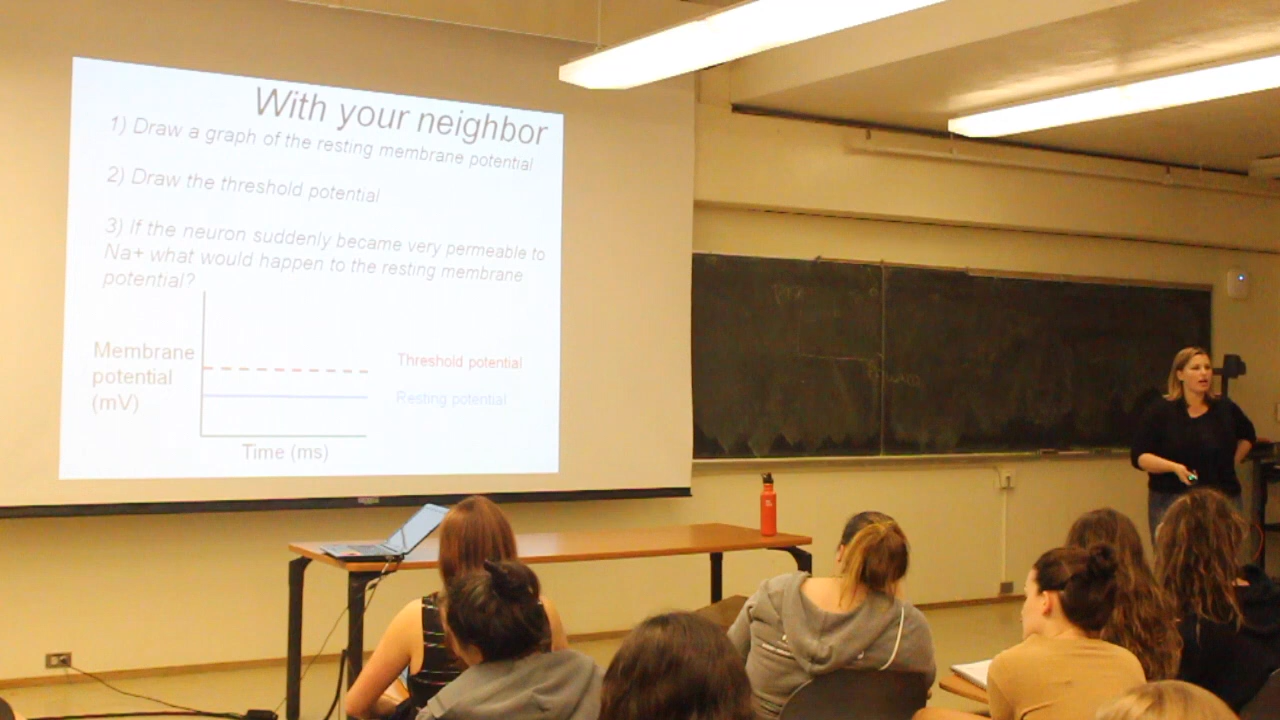 With your neighbor
1) Draw a graph of the resting membrane potential
2) Draw the threshold potential
3) If the neuron suddenly became very permeable to
Na+ what would happen to the resting membrane
potential?
Membrane
potential
(mV)
Threshold potential
Resting potential
Time (ms)